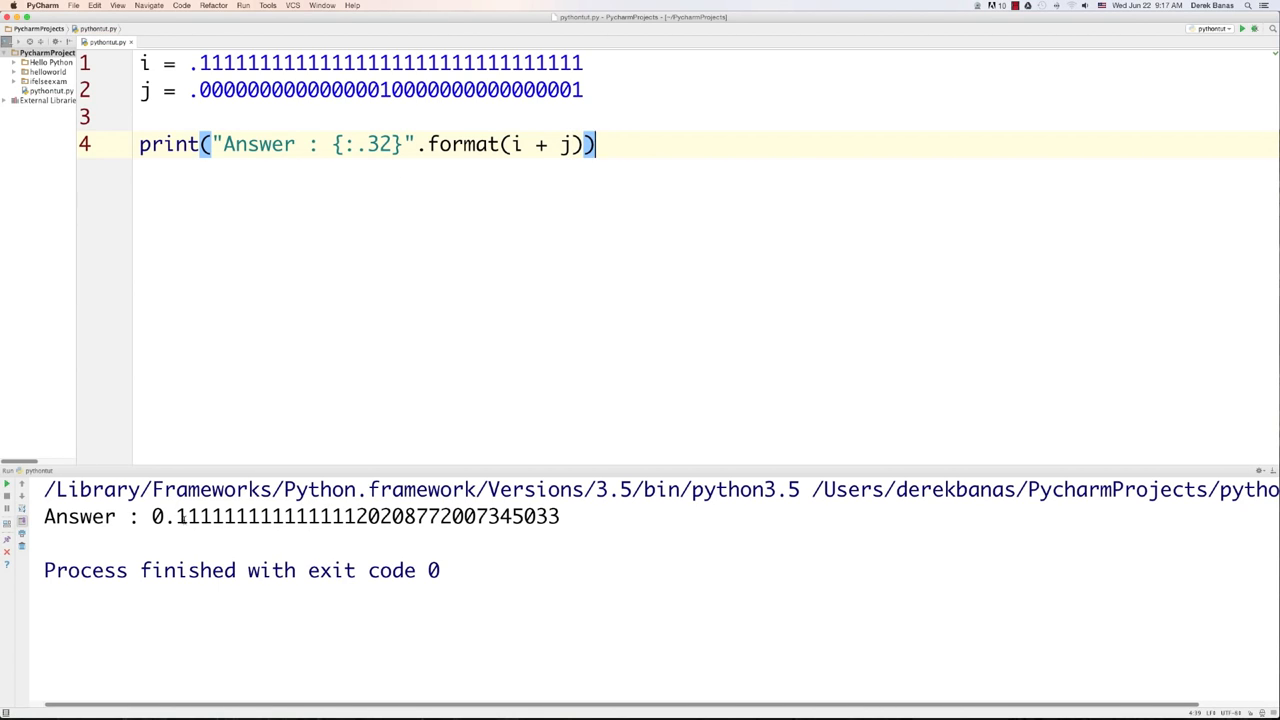 PyCharm File Edit View Navigate Code Refactor Run Tools VCS Window Help 10 Wed Jun 22 9:17 AM Derek Banas
pythontut.py - PycharmProjects - [~/PycharmProjects]
PycharmProjects pythontut.py pythontut
pythontut.py
PycharmProject
Hello Python
helloworld
ifelseexam
pythontut.py
External Librarie
1 i = .11111111111111111111111111111111
2 j = .00000000000000010000000000000001
3
4 print("Answer : {:.32}".format(i + j))
Run pythontut
/Library/Frameworks/Python.framework/Versions/3.5/bin/python3.5 /Users/derekbanas/PycharmProjects/pytho
Answer : 0.11111111111111120208772007345033
Process finished with exit code 0
4:39 LF÷ UTF-8÷